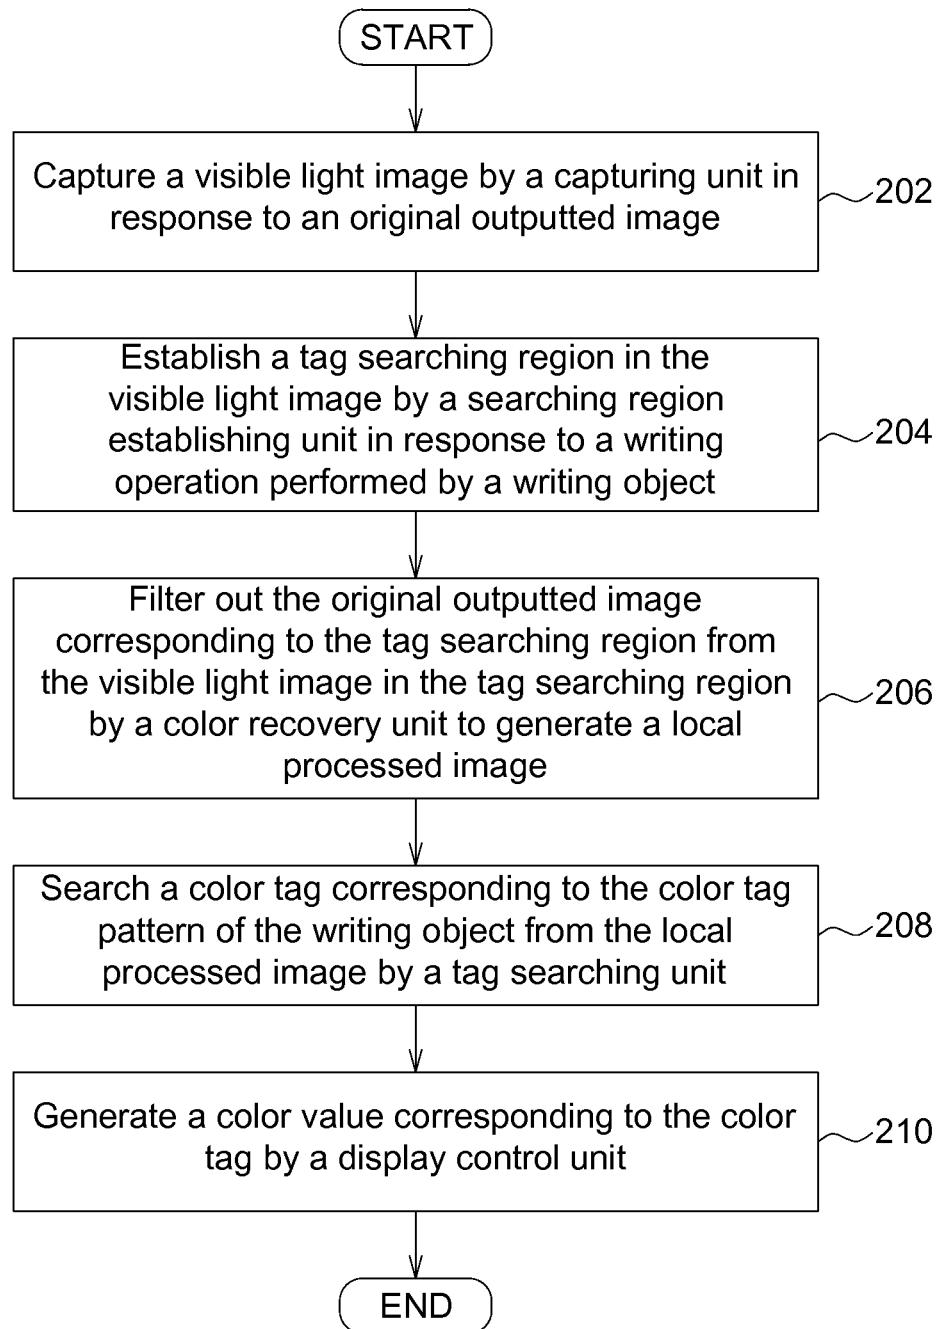 START
Capture a visible light image by a capturing unit in
response to an original outputted image
202
Establish a tag searching region in the
visible light image by a searching region
establishing unit in response to a writing
operation performed by a writing object
204
Filter out the original outputted image
corresponding to the tag searching region from
the visible light image in the tag searching region
by a color recovery unit to generate a local
processed image
206
Search a color tag corresponding to the color tag
pattern of the writing object from the local
processed image by a tag searching unit
208
Generate a color value corresponding to the color
tag by a display control unit
210
END